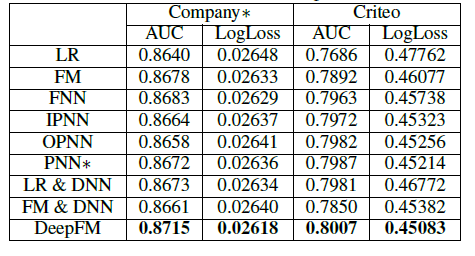 Company∗ Criteo
AUC LogLoss AUC LogLoss
LR 0.8640 0.02648 0.7686 0.47762
FM 0.8678 0.02633 0.7892 0.46077
FNN 0.8683 0.02629 0.7963 0.45738
IPNN 0.8664 0.02637 0.7972 0.45323
OPNN 0.8658 0.02641 0.7982 0.45256
PNN∗ 0.8672 0.02636 0.7987 0.45214
LR & DNN 0.8673 0.02634 0.7981 0.46772
FM & DNN 0.8661 0.02640 0.7850 0.45382
DeepFM 0.8715 0.02618 0.8007 0.45083